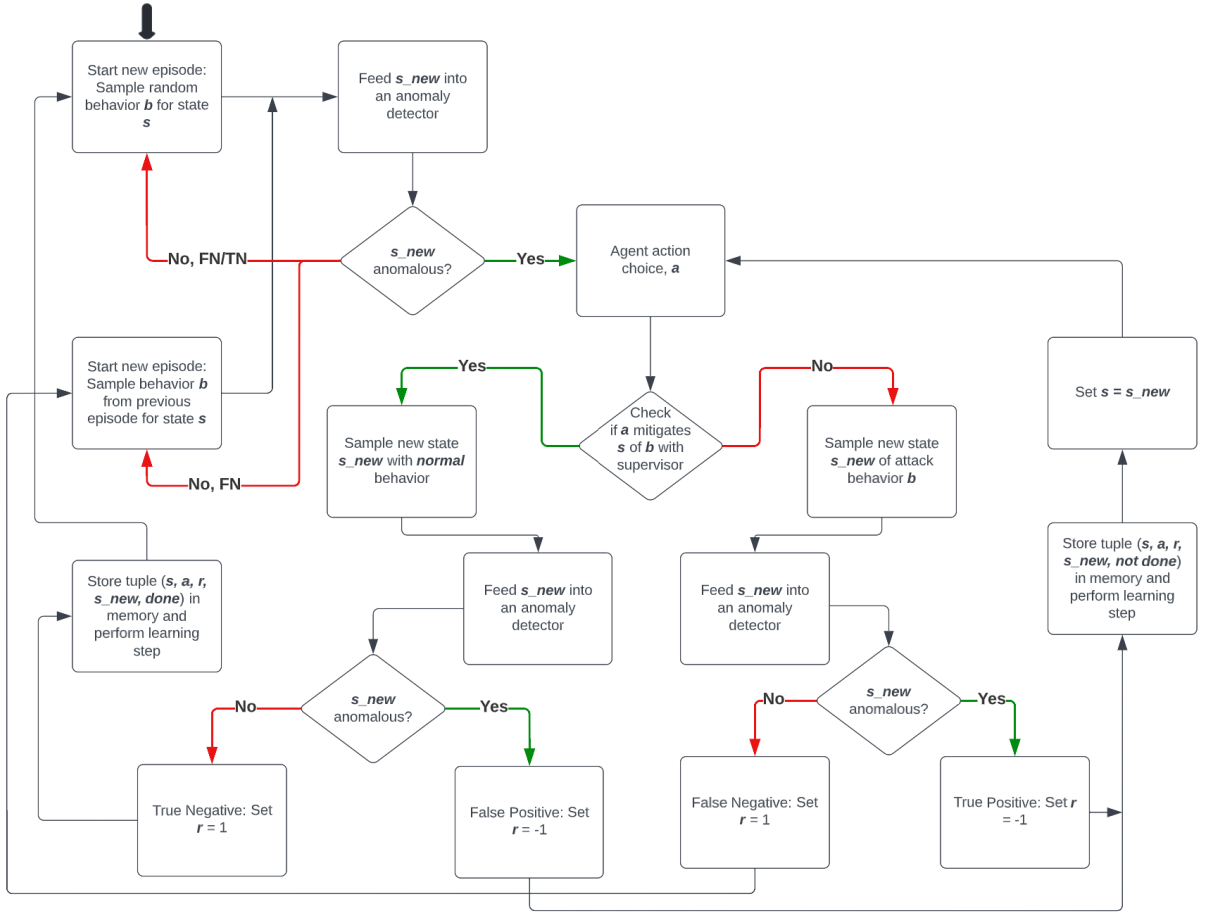 Start new episode:
Sample random
behavior b for state
s
Feed s_new into
an anomaly
detector
s_new
anomalous?
No, FN/TN
Yes
Agent action
choice, a
Start new episode:
Sample behavior b
from previous
episode for state s
No, FN
Yes
No
Check
if a mitigates
s of b with
supervisor
Set s = s_new
Sample new state
s_new with normal
behavior
Sample new state
s_new of attack
behavior b
Store tuple (s, a, r,
s_new, done) in
memory and
perform learning
step
Feed s_new into
an anomaly
detector
Feed s_new into
an anomaly
detector
Store tuple (s, a, r,
s_new, not done)
in memory and
perform learning
step
s_new
anomalous?
No
Yes
s_new
anomalous?
No
Yes
True Negative: Set
r = 1
False Positive: Set
r = -1
False Negative: Set
r = 1
True Positive: Set r
= -1